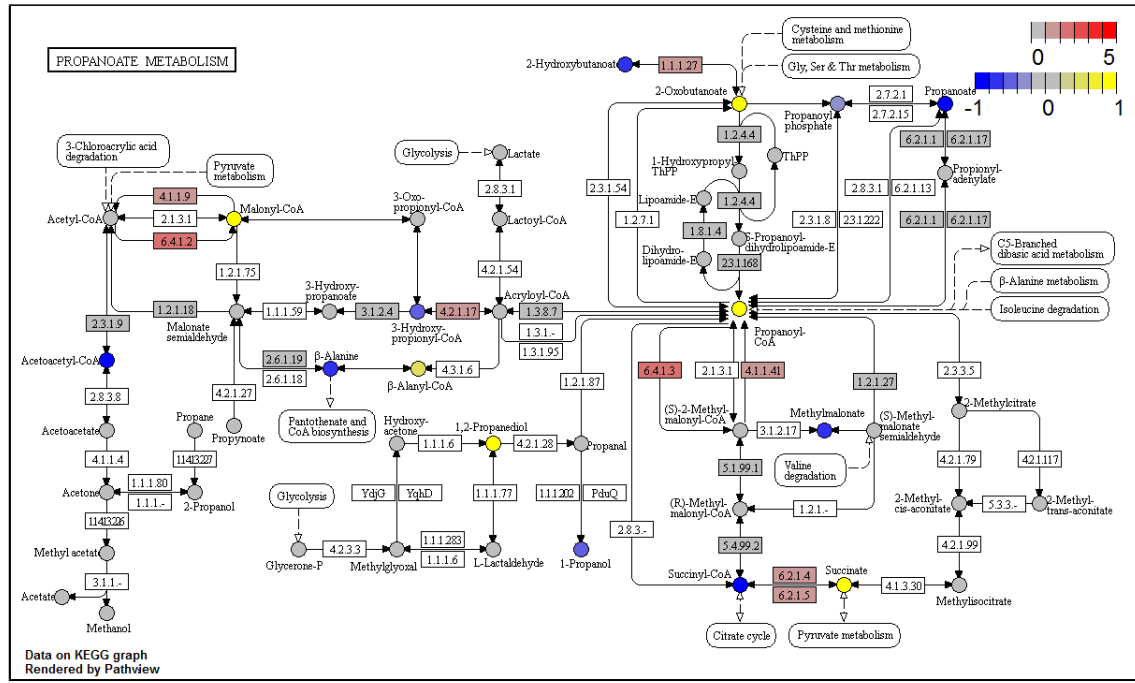 PROPANOATE METABOLISM
Cysteine and methionine
metabolism
2-Hydroxybutanoate
1.1.1.27
Gly, Ser & Thr metabolism
0
5
-1
0
1
2-Oxobutanoate
Propanoyl
phosphate
2.7.2.1
2.7.2.15
Propanoate
1.2.4.4
ThPP
6.2.1.1
6.2.1.17
1-Hydroxypropyl-
ThPP
Propionyl-
adenylate
2.3.1.54
2.8.3.1
6.2.1.13
Lipoamide-E
1.2.4.4
1.2.7.1
2.3.1.8
2.3.1.222
6.2.1.1
6.2.1.17
1.8.1.4
S-Propanoyl-
dihydrolipoamide-E
Dihydro-
lipoamide-E
2.3.1.168
C5-Branched
dibasic acid metabolism
β-Alanine metabolism
Isoleucine degradation
3-Chloroacrylic acid
degradation
Pyruvate
metabolism
Glycolysis
Lactate
2.8.3.1
Lactoyl-CoA
4.2.1.54
4.1.1.9
Malonyl-CoA
Acetyl-CoA
2.1.3.1
6.4.1.2
3-Oxo-
propionyl-CoA
1.2.1.75
3-Hydroxy-
propanoate
Acryloyl-CoA
1.2.1.18
Malonate
semialdehyde
1.1.1.59
3.1.2.4
3-Hydroxy-
propionyl-CoA
4.2.1.17
1.3.8.7
1.3.1.-
1.3.1.95
Propanoyl-
CoA
2.3.1.9
Acetoacetyl-CoA
2.6.1.19
2.6.1.18
β-Alanine
β-Alanyl-CoA
4.3.1.6
1.2.1.87
6.4.1.3
2.1.3.1
4.1.1.41
1.2.1.27
2.3.3.5
2.8.3.8
4.2.1.27
Propynoate
Pantothenate and
CoA biosynthesis
Acetoacetate
Propane
4.1.1.4
1.14.13.227
Acetone
1.1.1.80
1.1.1.-
2-Propanol
1.14.13.226
Methyl acetate
3.1.1.-
Acetate
Methanol
Hydroxy-
acetone
1.1.1.6
1,2-Propanediol
4.2.1.28
Propanal
YdjG
YqhD
1.1.1.77
1.1.1.202
PduQ
Glycolysis
Glycerone-P
4.2.3.3
Methylglyoxal
1.1.1.283
1.1.1.6
L-Lactaldehyde
1-Propanol
(S)-2-Methyl-
malonyl-CoA
3.1.2.17
Methylmalonate
(S)-Methyl-
malonate
semialdehyde
Valine
degradation
5.1.99.1
(R)-Methyl-
malonyl-CoA
1.2.1.-
2.8.3.-
5.4.99.2
Succinyl-CoA
6.2.1.4
6.2.1.5
Succinate
4.1.3.30
Methylisocitrate
2-Methylcitrate
4.2.1.79
4.2.1.117
2-Methyl-
cis-aconitate
5.3.3.-
2-Methyl-
trans-aconitate
4.2.1.99
Citrate cycle
Pyruvate metabolism
Data on KEGG graph
Rendered by Pathview